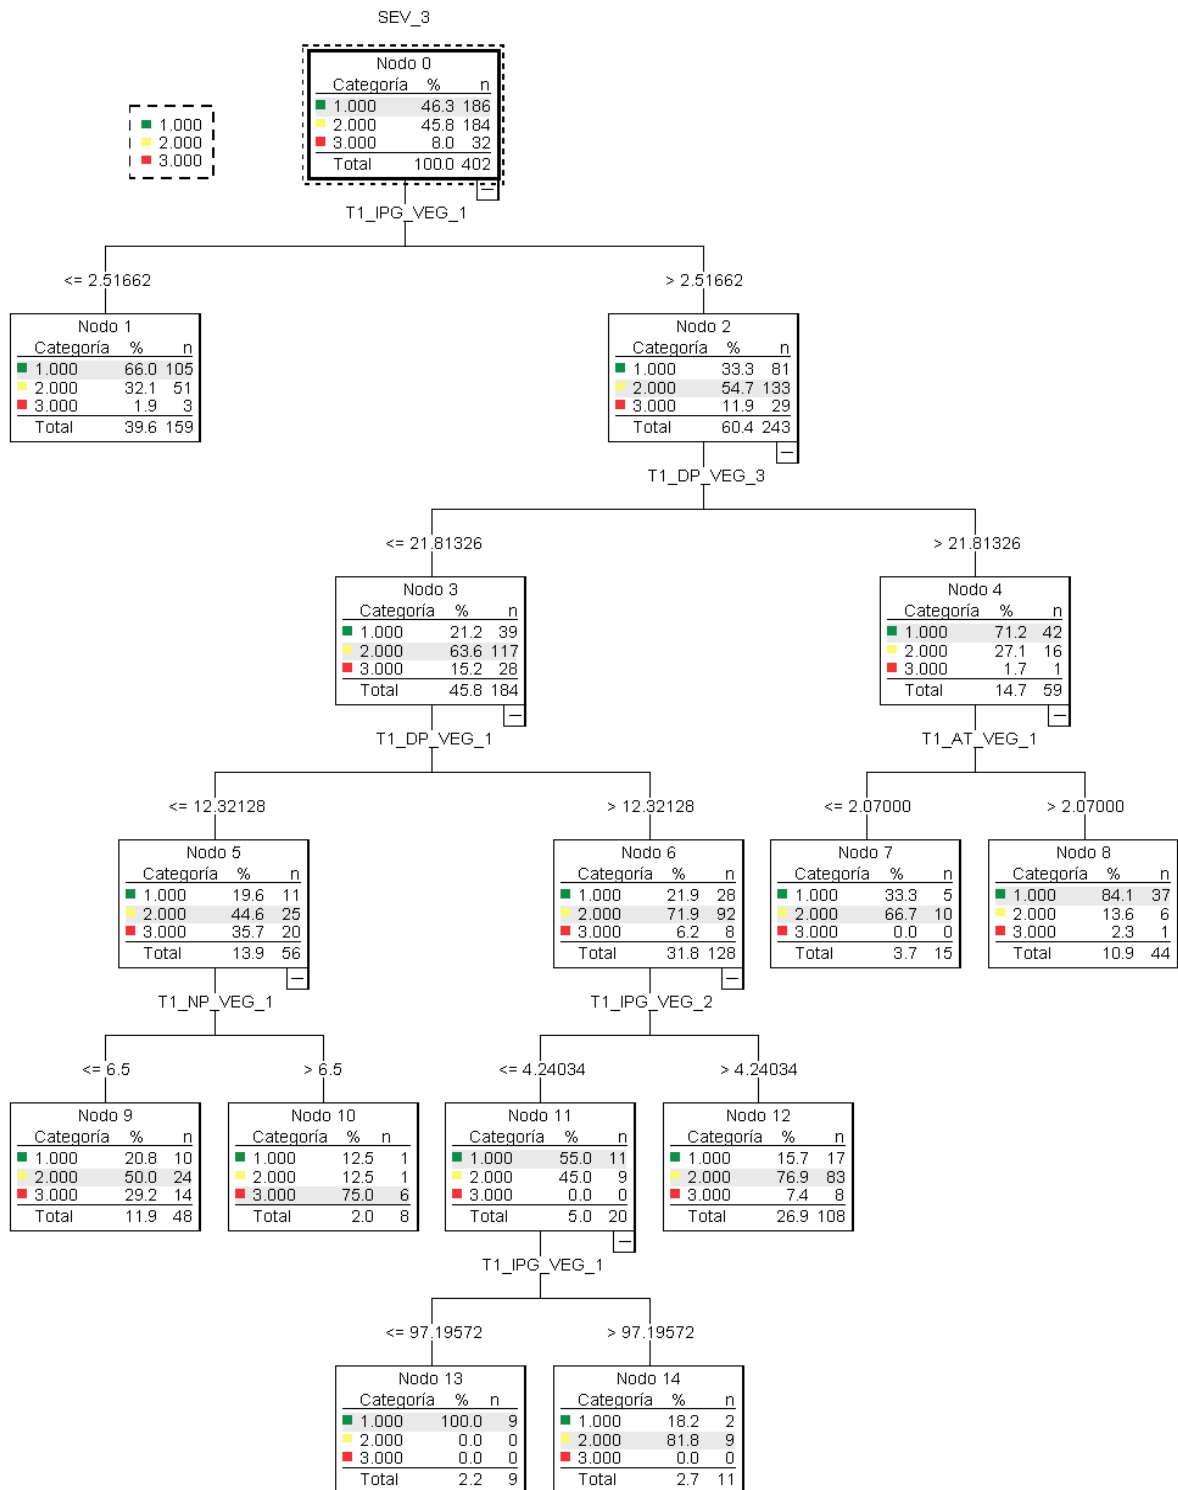 SEV_3
Nodo 0
Categoría % n
1.000 46.3 186
2.000 45.8 184
3.000 8.0 32
Total 100.0 402
1.000
2.000
3.000
T1_IPG_VEG_1
<= 2.51662
> 2.51662
Nodo 1
Categoría % n
1.000 66.0 105
2.000 32.1 51
3.000 1.9 3
Total 39.6 159
Nodo 2
Categoría % n
1.000 33.3 81
2.000 54.7 133
3.000 11.9 29
Total 60.4 243
T1_DP_VEG_3
<= 21.81326
> 21.81326
Nodo 3
Categoría % n
1.000 21.2 39
2.000 63.6 117
3.000 15.2 28
Total 45.8 184
Nodo 4
Categoría % n
1.000 71.2 42
2.000 27.1 16
3.000 1.7 1
Total 14.7 59
T1_DP_VEG_1
T1_AT_VEG_1
<= 12.32128
> 12.32128
<= 2.07000
> 2.07000
Nodo 5
Categoría % n
1.000 19.6 11
2.000 44.6 25
3.000 35.7 20
Total 13.9 56
Nodo 6
Categoría % n
1.000 21.9 28
2.000 71.9 92
3.000 6.2 8
Total 31.8 128
Nodo 7
Categoría % n
1.000 33.3 5
2.000 66.7 10
3.000 0.0 0
Total 3.7 15
Nodo 8
Categoría % n
1.000 84.1 37
2.000 13.6 6
3.000 2.3 1
Total 10.9 44
T1_NP_VEG_1
T1_IPG_VEG_2
<= 6.5
> 6.5
<= 4.24034
> 4.24034
Nodo 9
Categoría % n
1.000 20.8 10
2.000 50.0 24
3.000 29.2 14
Total 11.9 48
Nodo 10
Categoría % n
1.000 12.5 1
2.000 12.5 1
3.000 75.0 6
Total 2.0 8
Nodo 11
Categoría % n
1.000 55.0 11
2.000 45.0 9
3.000 0.0 0
Total 5.0 20
Nodo 12
Categoría % n
1.000 15.7 17
2.000 76.9 83
3.000 7.4 8
Total 26.9 108
T1_IPG_VEG_1
<= 97.19572
> 97.19572
Nodo 13
Categoría % n
1.000 100.0 9
2.000 0.0 0
3.000 0.0 0
Total 2.2 9
Nodo 14
Categoría % n
1.000 18.2 2
2.000 81.8 9
3.000 0.0 0
Total 2.7 11